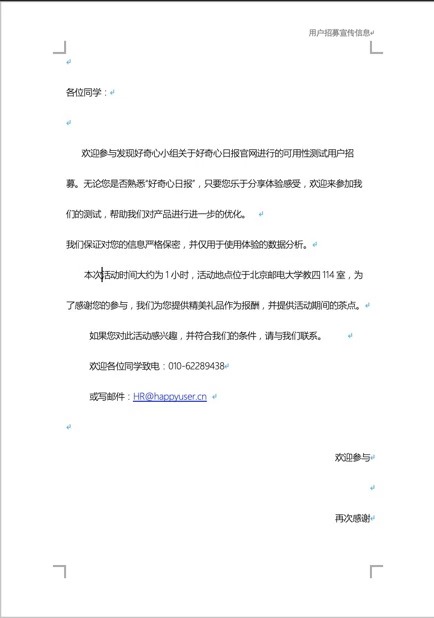 用户招募宣传信息
各位同学：
欢迎参与发现好奇心小组关于好奇心日报官网进行的可用性测试用户招
募。无论您是否熟悉“好奇心日报”，只要您乐于分享体验感受，欢迎来参加我
们的测试，帮助我们对产品进行进一步的优化。
我们保证对您的信息严格保密，并仅用于使用体验的数据分析。
本次活动时间大约为 1 小时，活动地点位于北京邮电大学教四 114 室，为
了感谢您的参与，我们为您提供精美礼品作为报酬，并提供活动期间的茶点。
如果您对此活动感兴趣，并符合我们的条件，请与我们联系。
欢迎各位同学致电：010-62289438
或写邮件：HR@happyuser.cn
欢迎参与
再次感谢